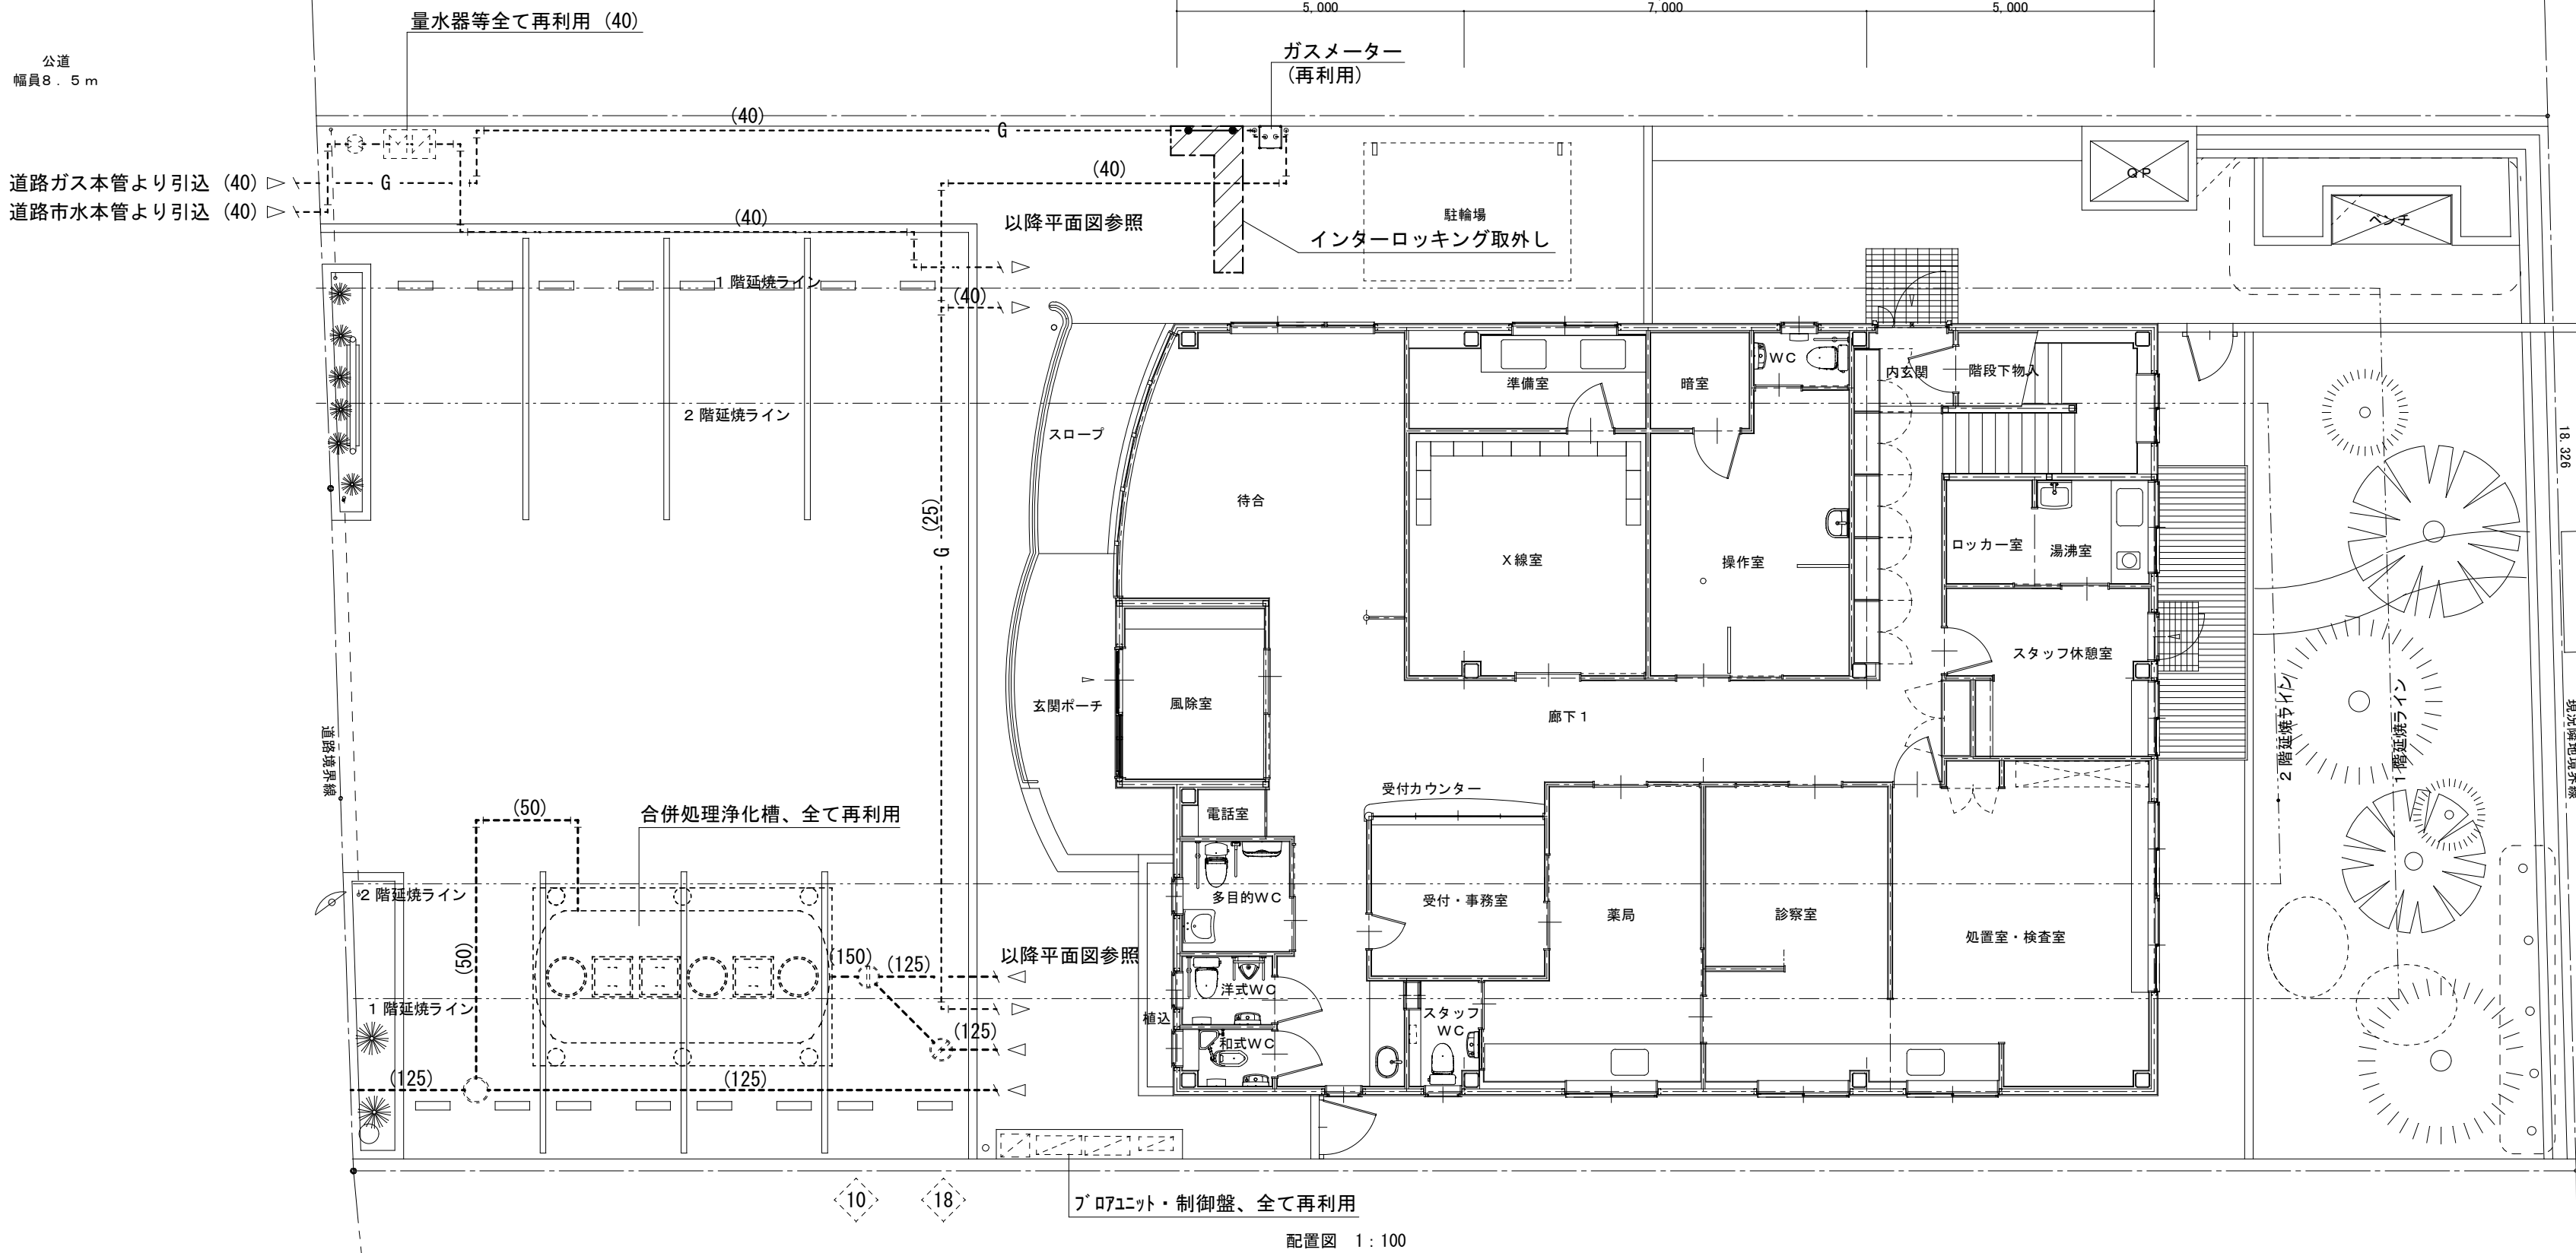 5,000
7,000
5,000
量水器等全て再利用 (40)
公道
幅員８．５ｍ
ガスメーター
(再利用)
(40)
G
道路ガス本管より引込 (40)
G
(40)
道路市水本管より引込 (40)
(40)
以降平面図参照
駐輪場
インターロッキング取外し
ＱＰ
ベンチ
１階延焼ライン
(40)
２階延焼ライン
スロープ
準備室
暗室
ＷＣ
内玄関
階段下物入
18,326
待合
(25)
G
Ｘ線室
操作室
ロッカー室
湯沸室
スタッフ休憩室
玄関ポーチ
風除室
廊下１
２階延焼ライン
１階延焼ライン
現況隣地境界線
道路境界線
(50)
合併処理浄化槽、全て再利用
電話室
受付カウンター
２階延焼ライン
多目的ＷＣ
受付・事務室
薬局
診察室
処置室・検査室
(50)
(150)
(125)
以降平面図参照
洋式ＷＣ
１階延焼ライン
植込
スタッフ
ＷＣ
(125)
和式ＷＣ
(125)
(125)
10
18
ﾌﾞﾛｱﾕﾆｯﾄ・制御盤、全て再利用
配置図　1：100